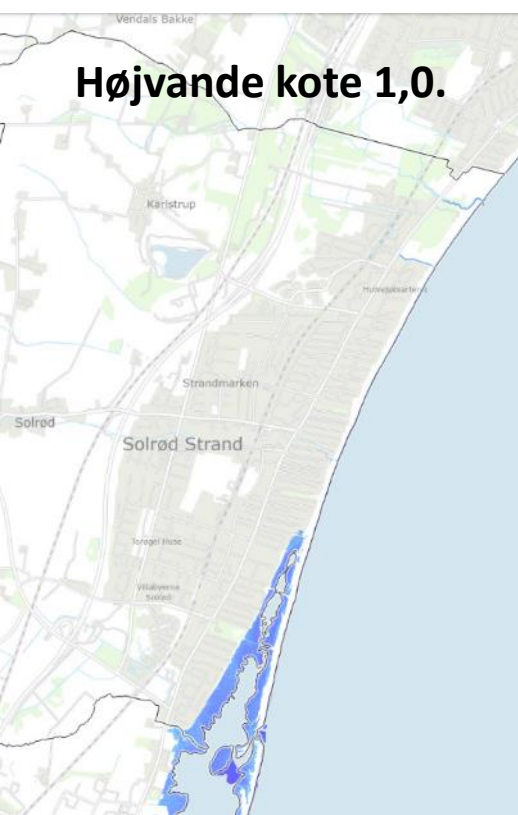 Vendals Bakke
Højvande kote 1,0.
Karlstrup
Strandmarken
Solrød
Solrød Strand